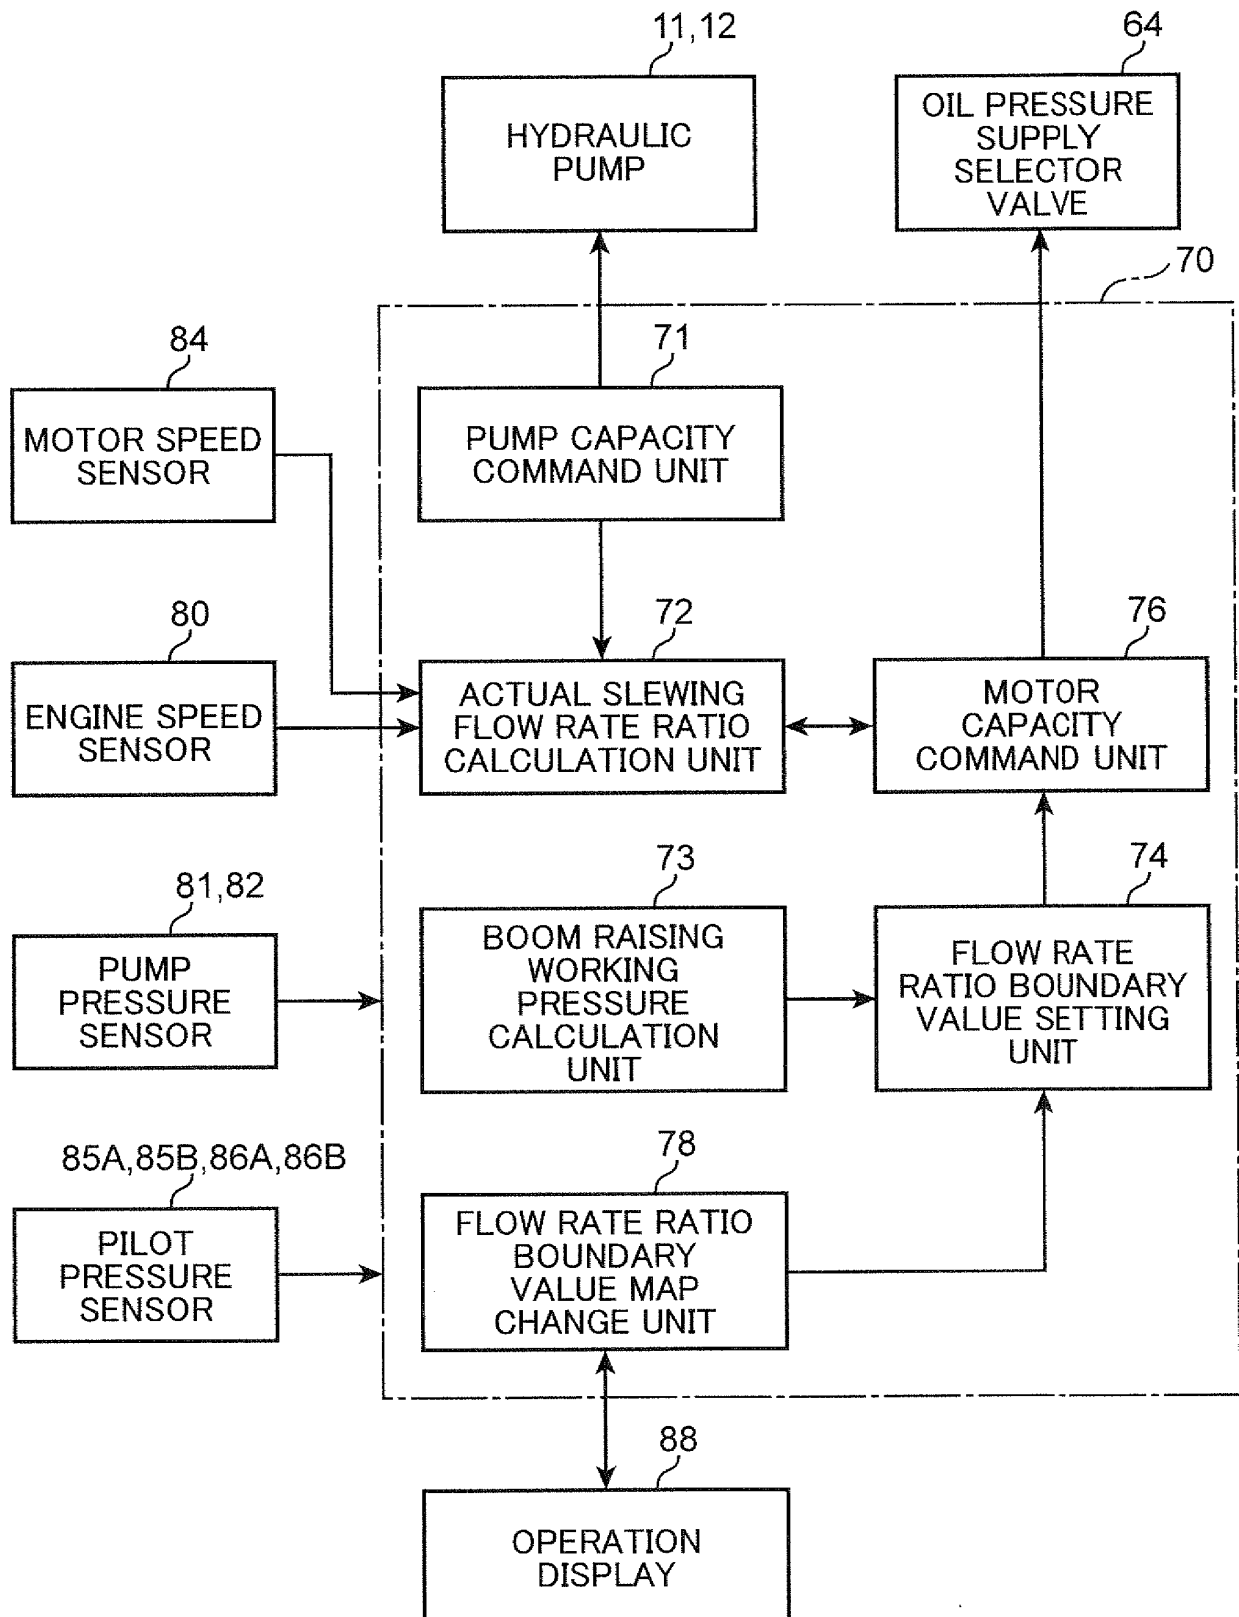 11,12
64
HYDRAULIC
PUMP
OIL PRESSURE
SUPPLY
SELECTOR
VALVE
70
84
71
MOTOR SPEED
SENSOR
PUMP CAPACITY
COMMAND UNIT
80
72
76
ENGINE SPEED
SENSOR
ACTUAL SLEWING
FLOW RATE RATIO
CALCULATION UNIT
MOTOR
CAPACITY
COMMAND UNIT
81,82
73
74
PUMP
PRESSURE
SENSOR
BOOM RAISING
WORKING
PRESSURE
CALCULATION
UNIT
FLOW RATE
RATIO BOUNDARY
VALUE SETTING
UNIT
85A,85B,86A,86B
78
PILOT
PRESSURE
SENSOR
FLOW RATE RATIO
BOUNDARY
VALUE MAP
CHANGE UNIT
88
OPERATION
DISPLAY